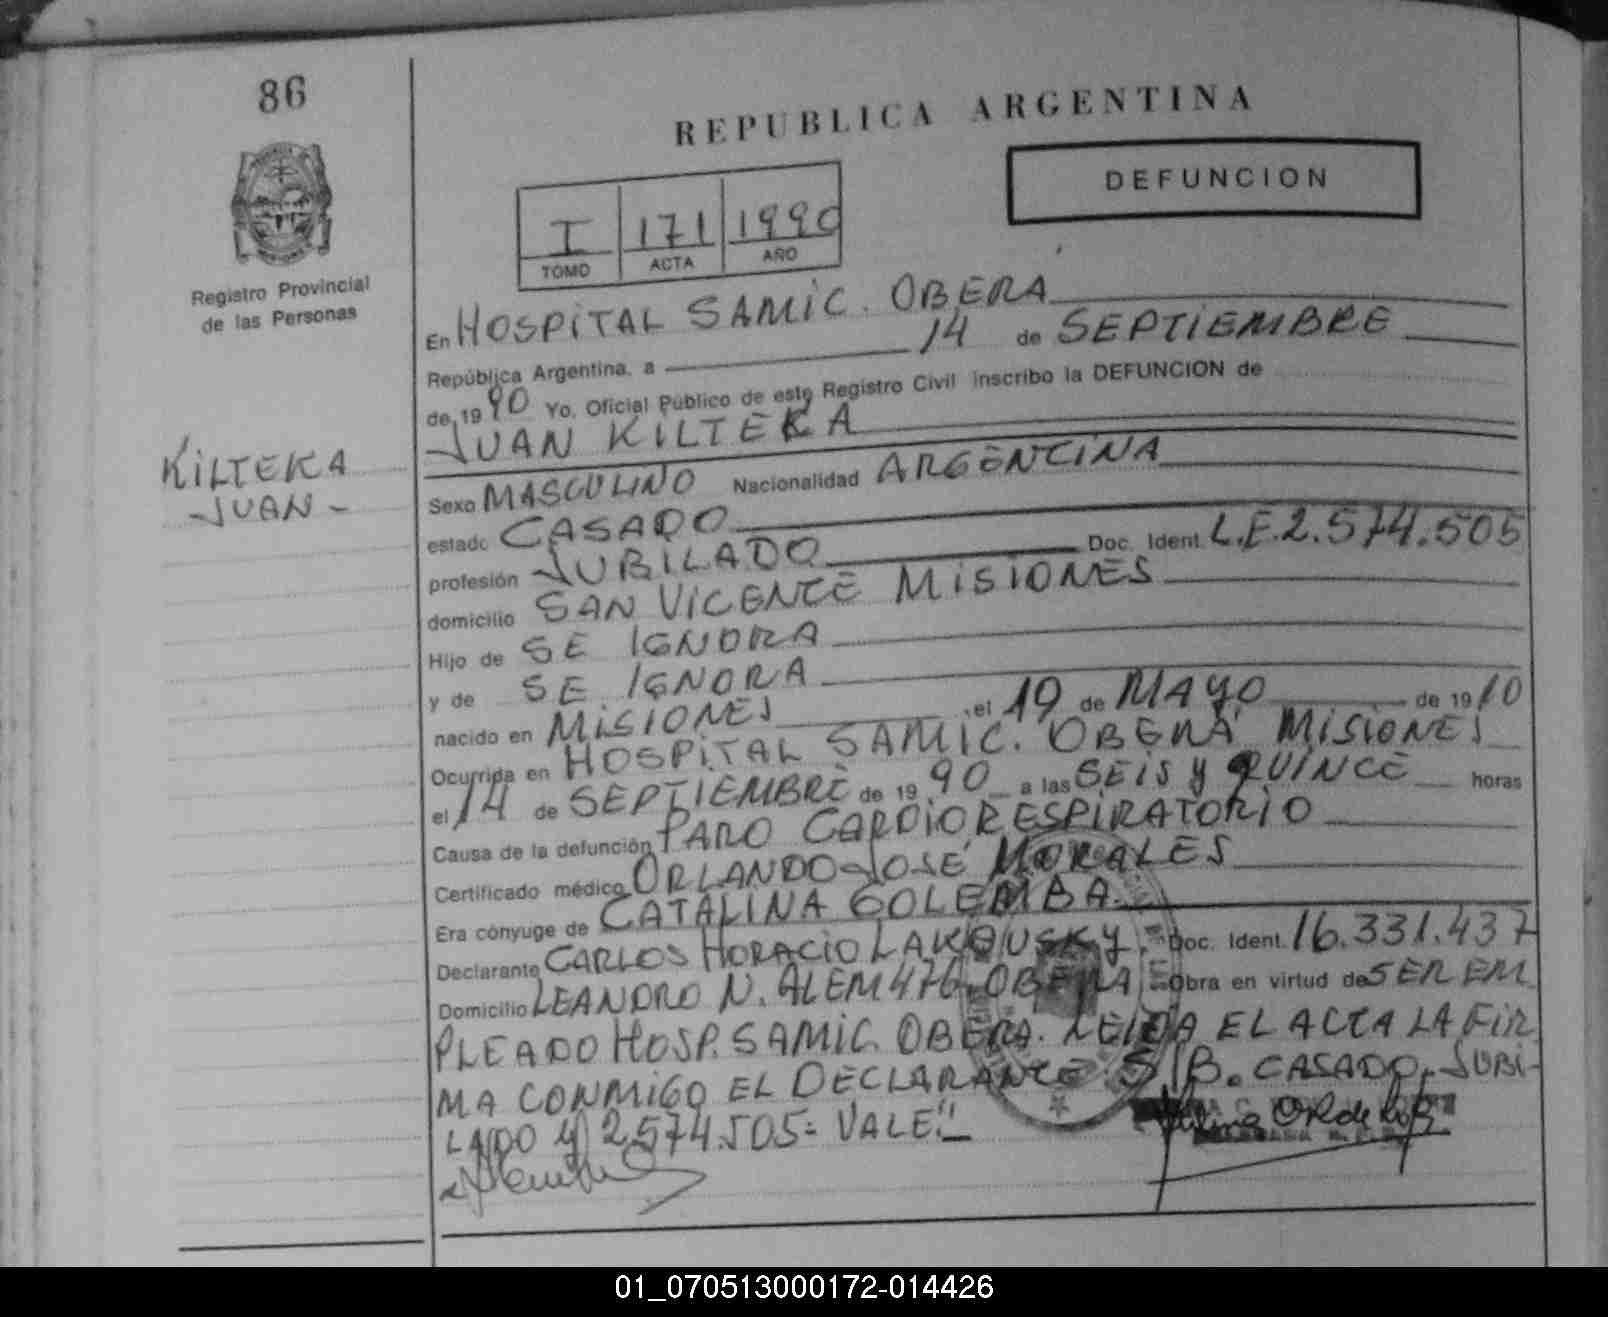 86
REPUBLICA ARGENTINA
DEFUNCION
I 171 1990
TOMO ACTA AÑO
Registro Provincial
de las Personas
En HOSPITAL SAMIC. OBERA
República Argentina, a 14 de SEPTIEMBRE
de 1990 Yo, Oficial Público de este Registro Civil inscribo la DEFUNCION de
JUAN KILTEKA
KILTEKA
JUAN-
Sexo MASCULINO Nacionalidad ARGENTINA
estado CASADO
profesión JUBILADO Doc. Ident. L.E.2.574.505
domicilio SAN VICENTE MISIONES
Hijo de SE IGNORA
y de SE IGNORA
nacido en MISIONES el 19 de MAYO de 1910
Ocurrida en HOSPITAL SAMIC. OBERÁ MISIONES
el 14 de SEPTIEMBRE de 1990 a las SEIS y QUINCE horas
Causa de la defunción PARO CARDIORESPIRATORIO
Certificado médico ORLANDO JOSÉ MORALES
Era cónyuge de CATALINA GOLEMBA.
Declarante CARLOS HORACIO LAKOUSKY. Doc. Ident. 16.331.437
Domicilio LEANDRO N. ALEM 476. OBERA Obra en virtud de SER EM
PLEADO HOSP. SAMIC. OBERA. LEIDA EL ACTA LA FIR
MA CONMIGO EL DECLARANTE S/B. CASADO, JUBI-
LADO y 2.574.505= VALE".-
01_070513000172-014426